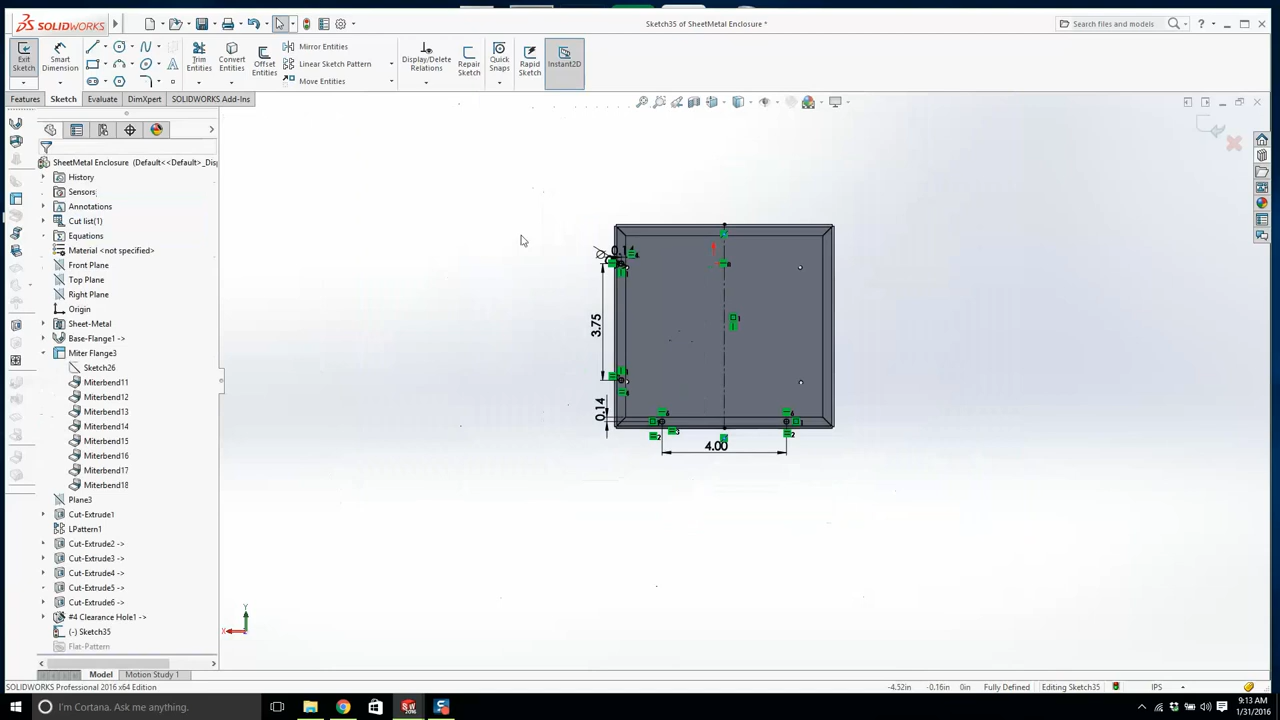 SOLIDWORKS
Sketch35 of SheetMetal Enclosure *
Search files and models
Exit Sketch
Smart Dimension
Trim Entities
Convert Entities
Offset Entities
Mirror Entities
Linear Sketch Pattern
Move Entities
Display/Delete Relations
Repair Sketch
Quick Snaps
Rapid Sketch
Instant2D
Features
Sketch
Evaluate
DimXpert
SOLIDWORKS Add-Ins
SheetMetal Enclosure (Default<<Default>_Disp
History
Sensors
Annotations
Cut list(1)
Equations
Material <not specified>
Front Plane
Top Plane
Right Plane
Origin
Sheet-Metal
Base-Flange1 ->
Miter Flange3
Sketch26
Miterbend11
Miterbend12
Miterbend13
Miterbend14
Miterbend15
Miterbend16
Miterbend17
Miterbend18
Plane3
Cut-Extrude1
LPattern1
Cut-Extrude2 ->
Cut-Extrude3 ->
Cut-Extrude4 ->
Cut-Extrude5 ->
Cut-Extrude6 ->
#4 Clearance Hole1 ->
(-) Sketch35
Flat-Pattern
3.75
0.14
4.00
Y
X
Model
Motion Study 1
SOLIDWORKS Professional 2016 x64 Edition
-4.52in
-0.16in
0in
Fully Defined
Editing Sketch35
IPS
I'm Cortana. Ask me anything.
9:13 AM
1/31/2016